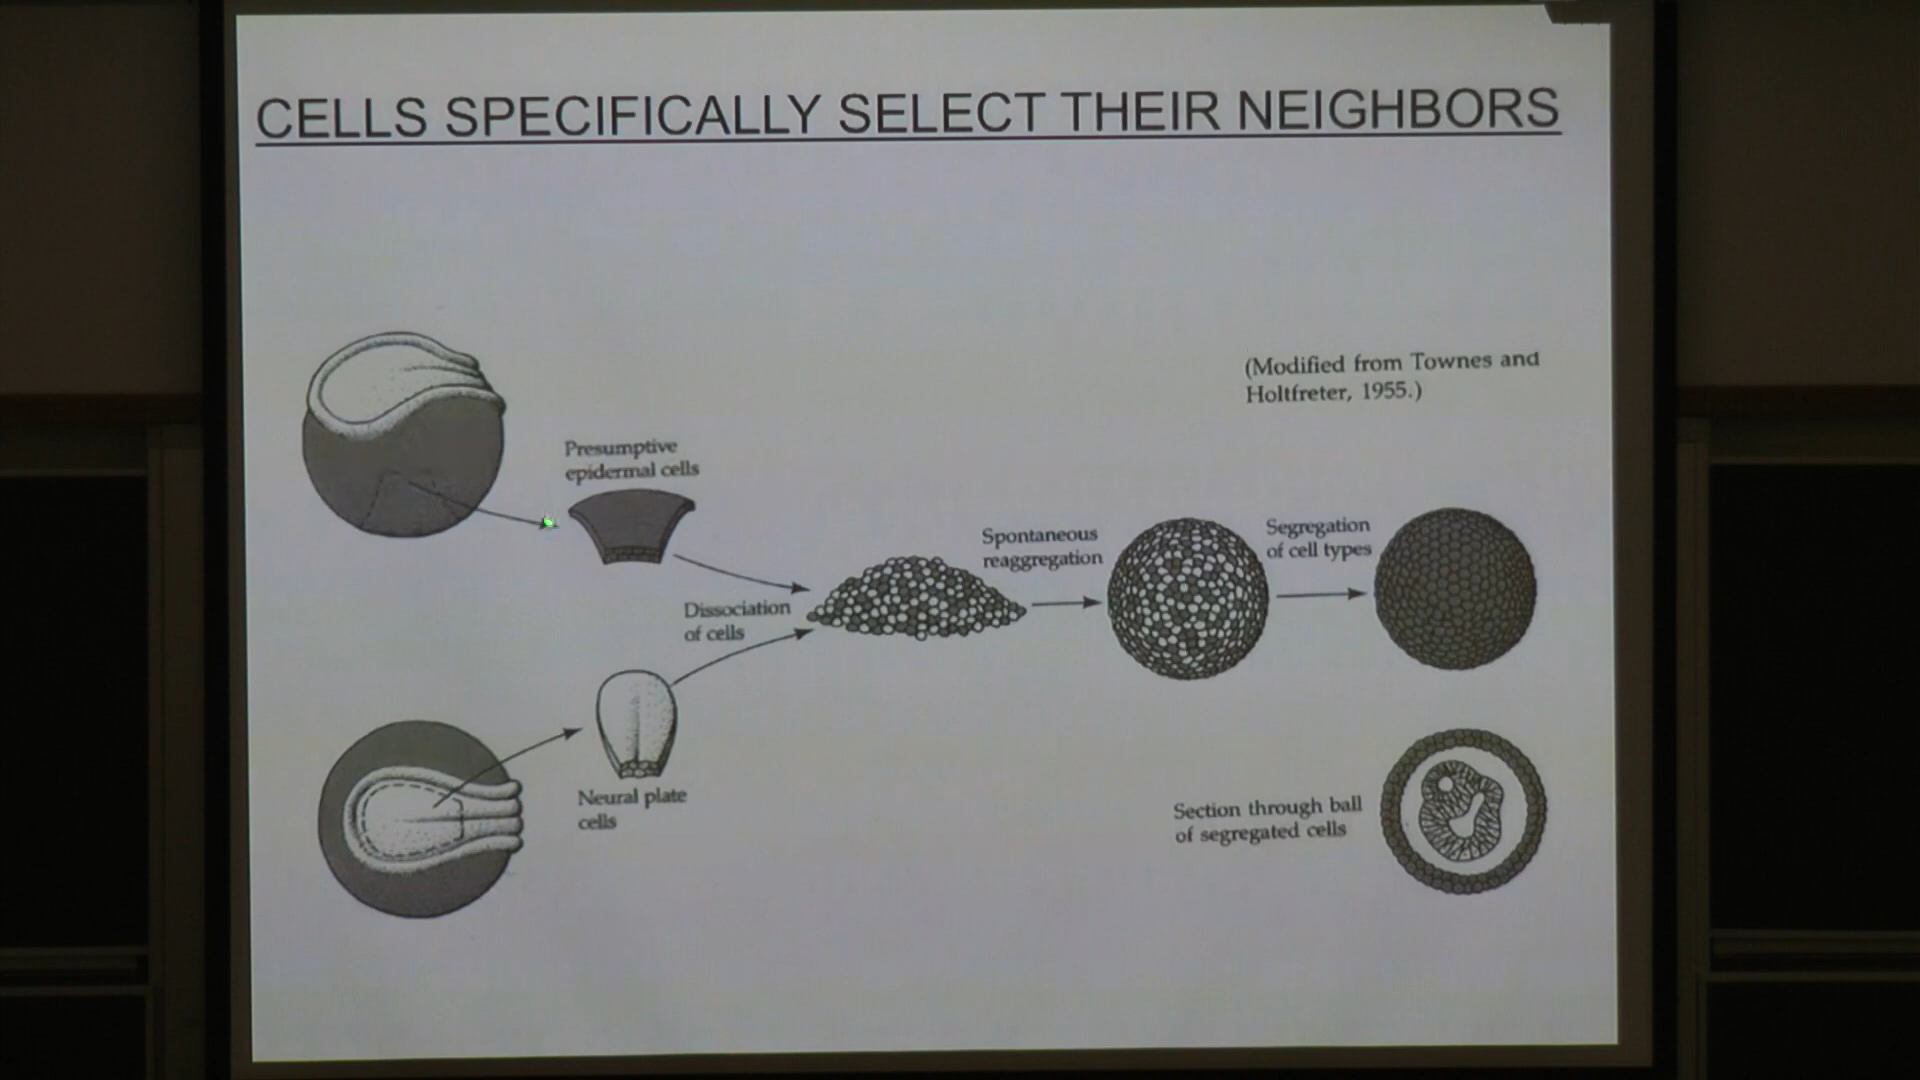 CELLS SPECIFICALLY SELECT THEIR NEIGHBORS
(Modified from Townes and
Holtfreter, 1955.)
Presumptive
epidermal cells
Dissociation
of cells
Spontaneous
reaggregation
Segregation
of cell types
Neural plate
cells
Section through ball
of segregated cells